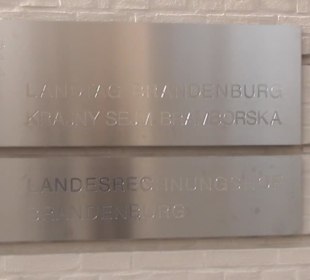 LANDTAG BRANDENBURG
KRAJNY SEJM BRAMBORSKA
LANDESRECHNUNGSHOF
BRANDENBURG